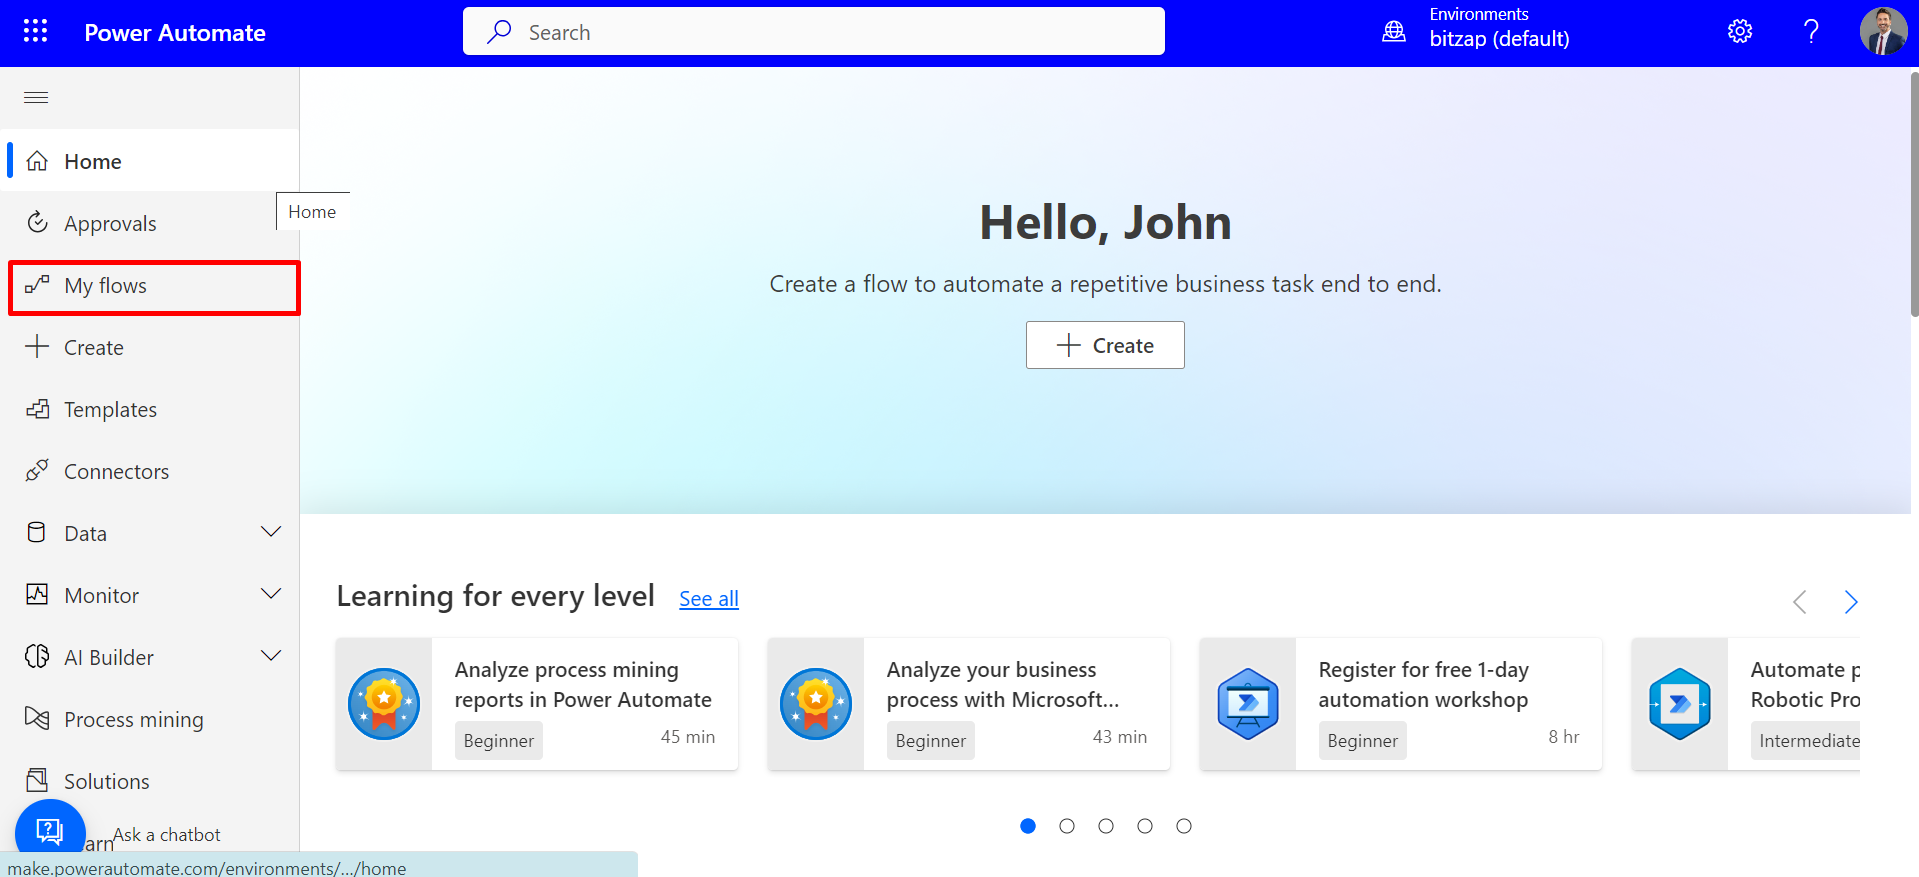 Power Automate
Search
Environments
bitzap (default)
?
Home
Home
Approvals
My flows
Create
Templates
Connectors
Data
Monitor
AI Builder
Process mining
Solutions
arn
Ask a chatbot
make.powerautomate.com/environments/.../home
Hello, John
Create a flow to automate a repetitive business task end to end.
Create
Learning for every level
See all
Analyze process mining
reports in Power Automate
Beginner
45 min
Analyze your business
process with Microsoft...
Beginner
43 min
Register for free 1-day
automation workshop
Beginner
8 hr
Automate p
Robotic Pro
Intermediate